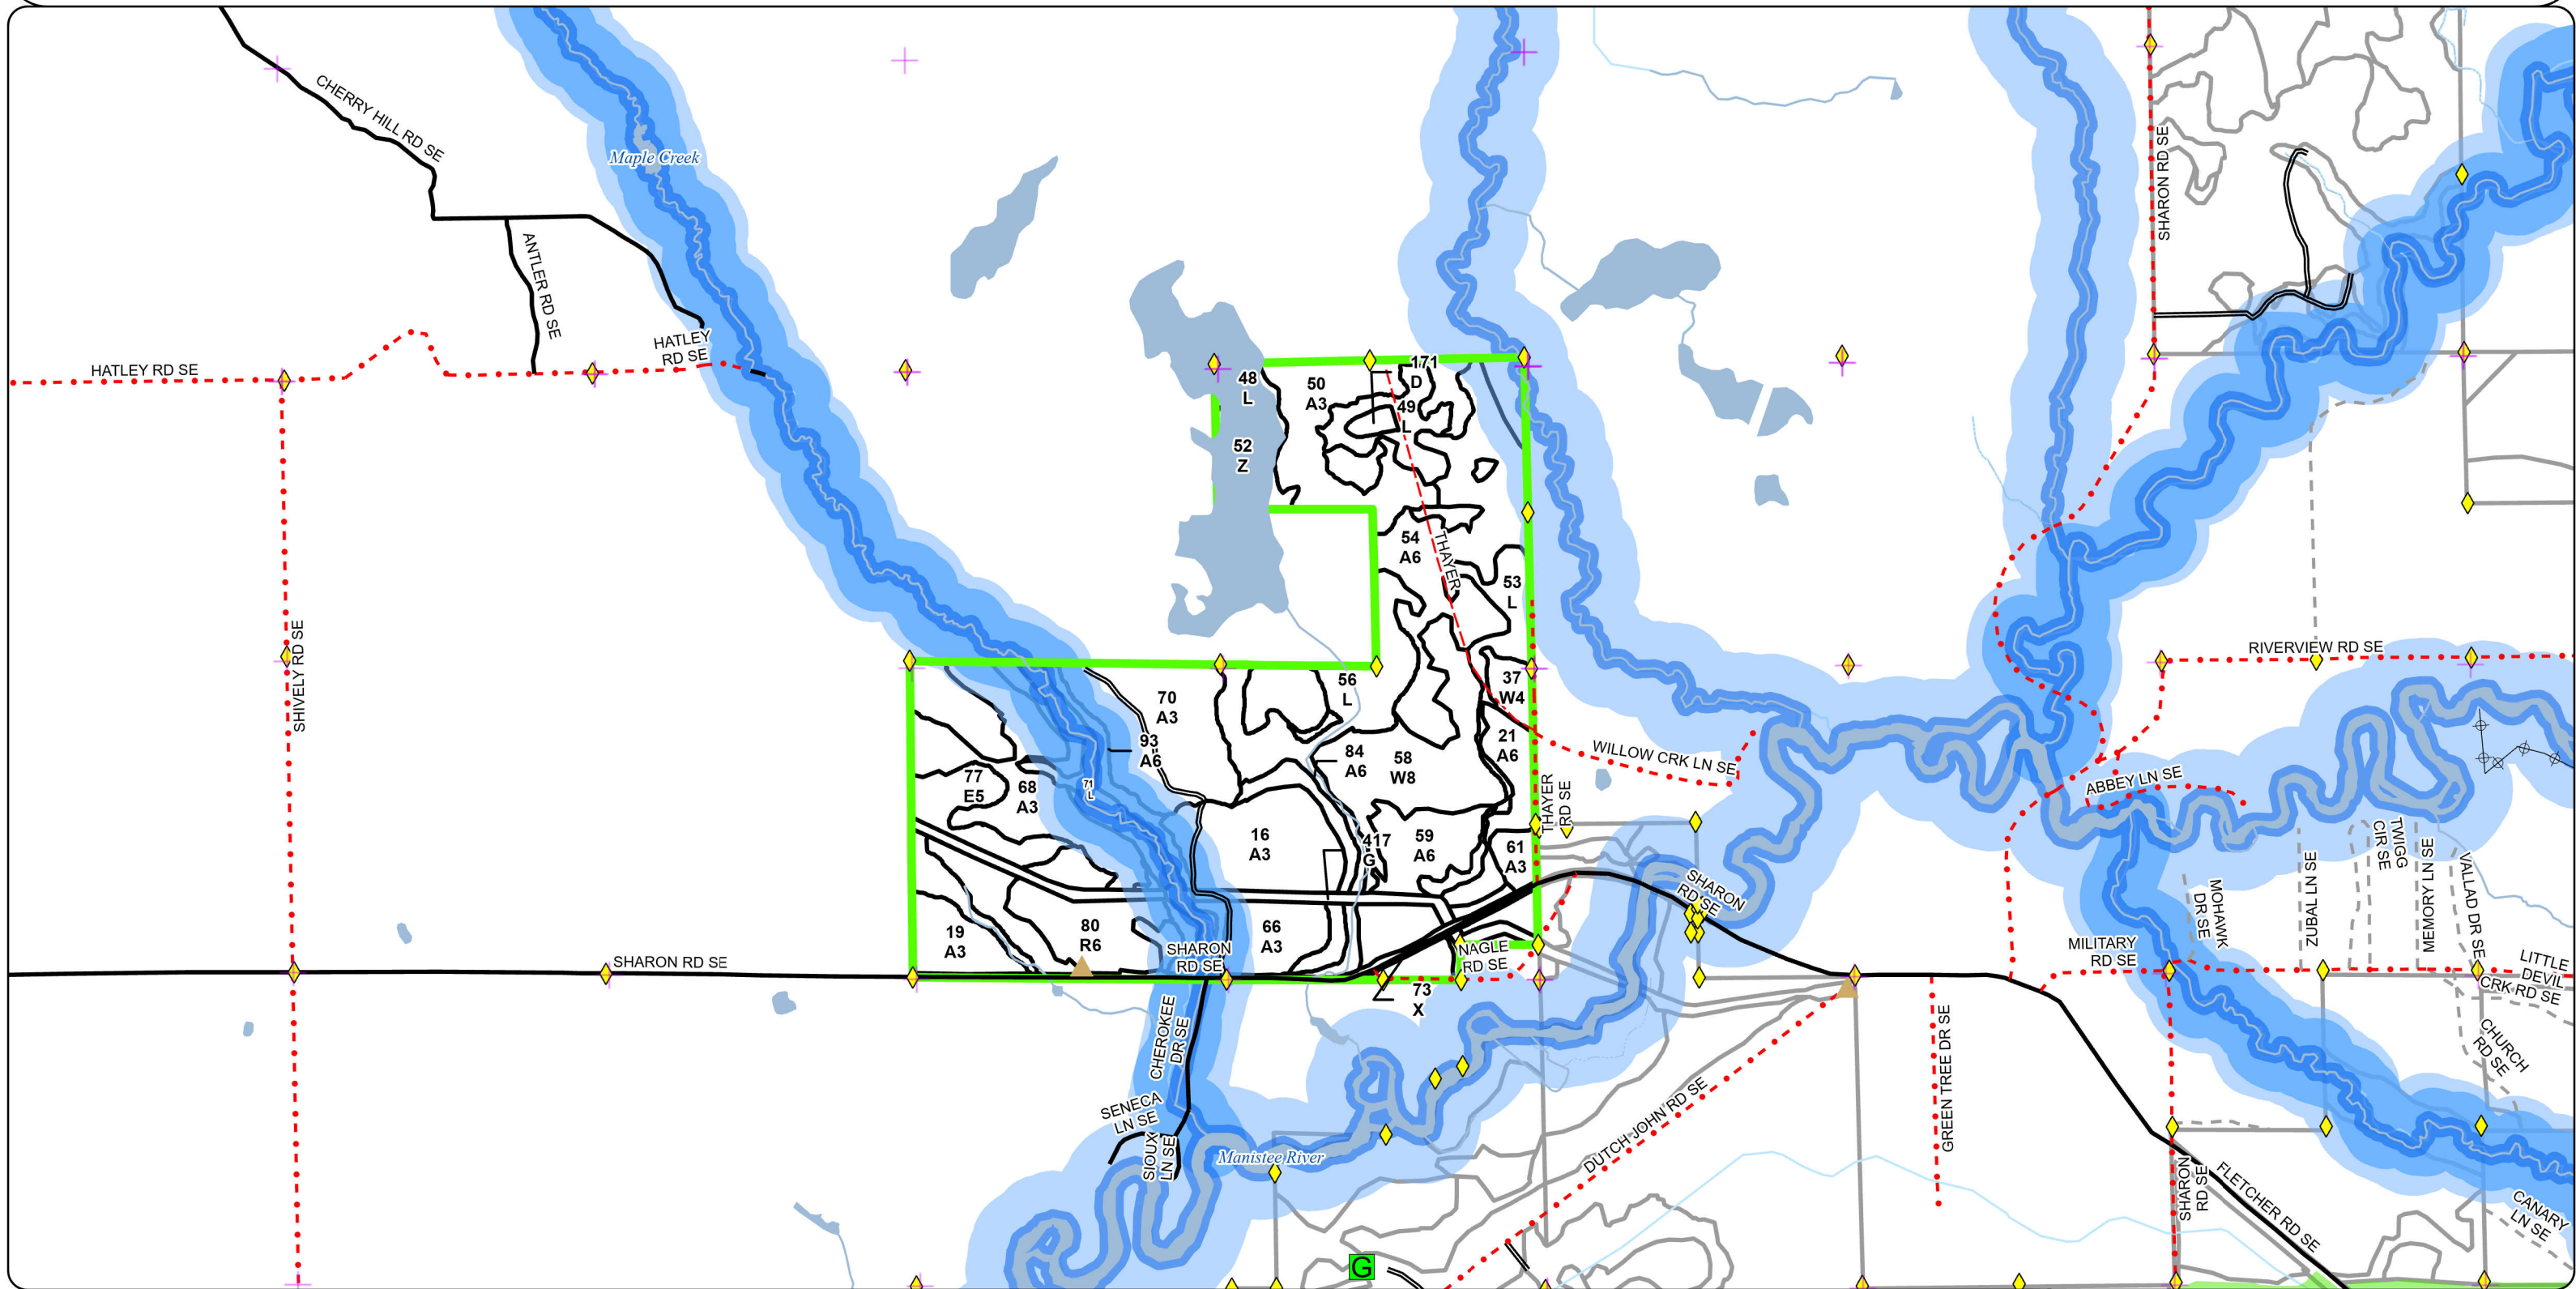 CHERRY HILL RD SE
Maple Creek
SHARON RD SE
ANTLER RD SE
HATLEY
RD SE
HATLEY RD SE
171
D
48
L
50
A3
49
L
52
Z
54
A6
THAYER
53
L
SHIVELY RD SE
RIVERVIEW RD SE
56
L
37
W4
70
A3
93
A6
21
A6
84
A6
58
W8
WILLOW CRK LN SE
77
E5
68
A3
71
L
ABBEY LN SE
THAYER
RD SE
16
A3
417
G
59
A6
61
A3
TWIGG
CIR SE
MEMORY LN SE
ZUBAL LN SE
VALLAD DR SE
MOHAWK
DR SE
SHARON
RD SE
19
A3
80
R6
66
A3
SHARON
RD SE
NAGLE
RD SE
MILITARY
RD SE
LITTLE
DEVIL
CRK RD SE
SHARON RD SE
73
X
CHEROKEE
DR SE
GREEN TREE DR SE
CHURCH
RD SE
SENECA
LN SE
SIOUX
LN SE
DUTCH JOHN RD SE
Manistee River
SHARON
RD SE
FLETCHER RD SE
CANARY
LN SE
G